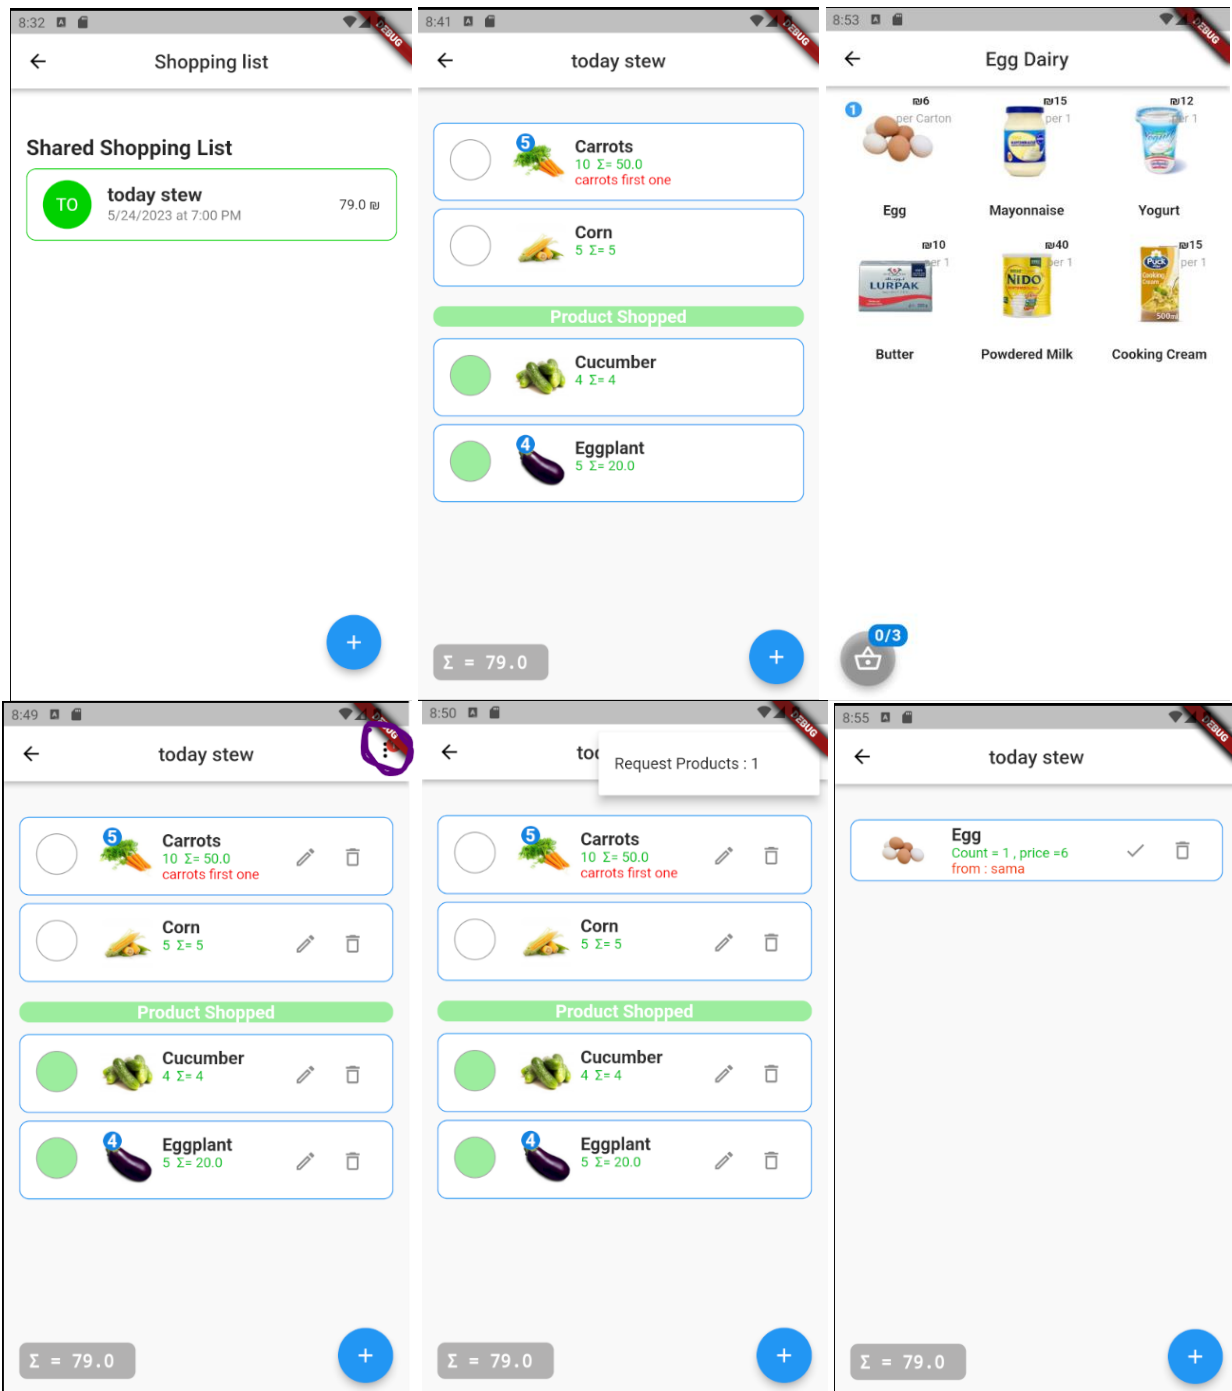 8:32
DEBUG
Shopping list
Shared Shopping List
TO
today stew
5/24/2023 at 7:00 PM
79.0 ₪
+
8:41
DEBUG
today stew
5
Carrots
10 Σ= 50.0
carrots first one
Corn
5 Σ= 5
Product Shopped
Cucumber
4 Σ= 4
4
Eggplant
5 Σ= 20.0
Σ = 79.0
+
8:53
DEBUG
Egg Dairy
1
₪6
per Carton
Egg
₪15
per 1
Mayonnaise
₪12
per 1
Yogurt
₪10
per 1
LURPAK
Butter
₪40
per 1
NIDO
Powdered Milk
₪15
per 1
Puck
Cooking
Cream
500ml
Cooking Cream
0/3
8:49
DEBUG
today stew
5
Carrots
10 Σ= 50.0
carrots first one
Corn
5 Σ= 5
Product Shopped
Cucumber
4 Σ= 4
4
Eggplant
5 Σ= 20.0
Σ = 79.0
+
8:50
DEBUG
to
Request Products : 1
5
Carrots
10 Σ= 50.0
carrots first one
Corn
5 Σ= 5
Product Shopped
Cucumber
4 Σ= 4
4
Eggplant
5 Σ= 20.0
Σ = 79.0
+
8:55
DEBUG
today stew
Egg
Count = 1 , price =6
from : sama
Σ = 79.0
+